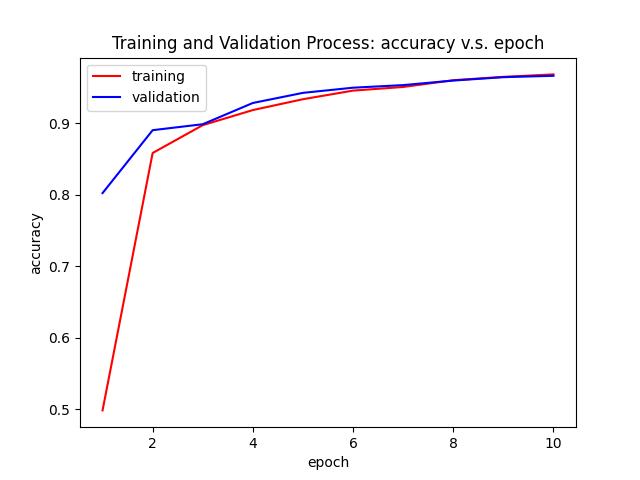 Training and Validation Process: accuracy v.s. epoch
training
validation
accuracy
0.9
0.8
0.7
0.6
0.5
2
4
6
8
10
epoch